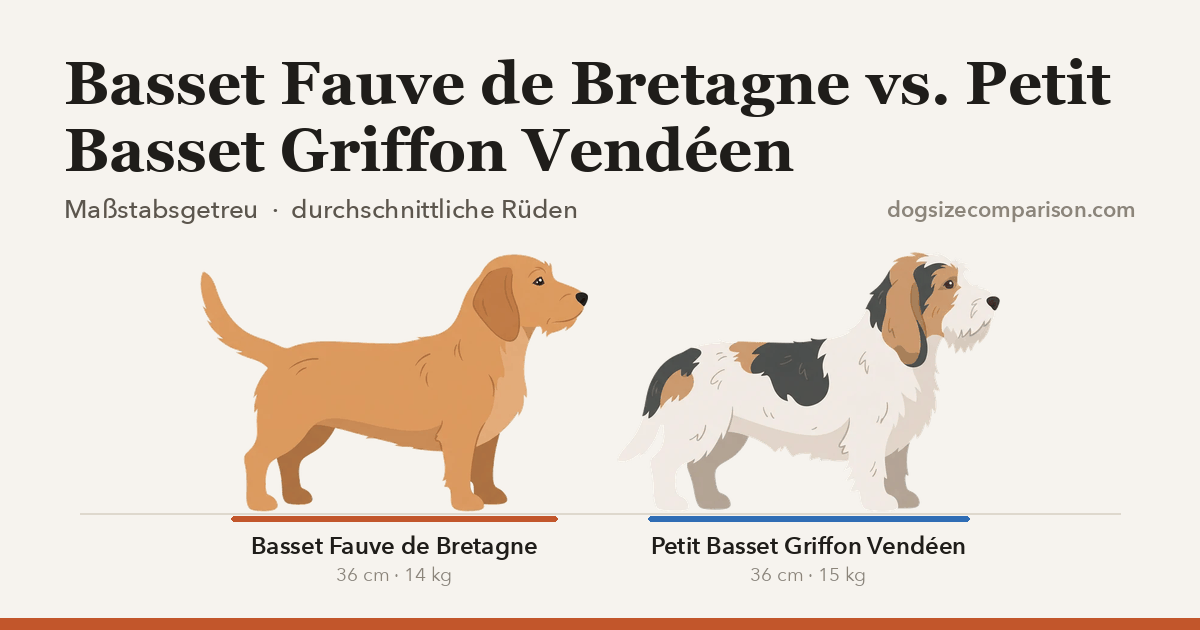 Basset Fauve de Bretagne vs. Petit
Basset Griffon Vendéen
Maßstabsgetreu · durchschnittliche Rüden
dogsizecomparison.com
Basset Fauve de Bretagne
36 cm · 14 kg
Petit Basset Griffon Vendéen
36 cm · 15 kg